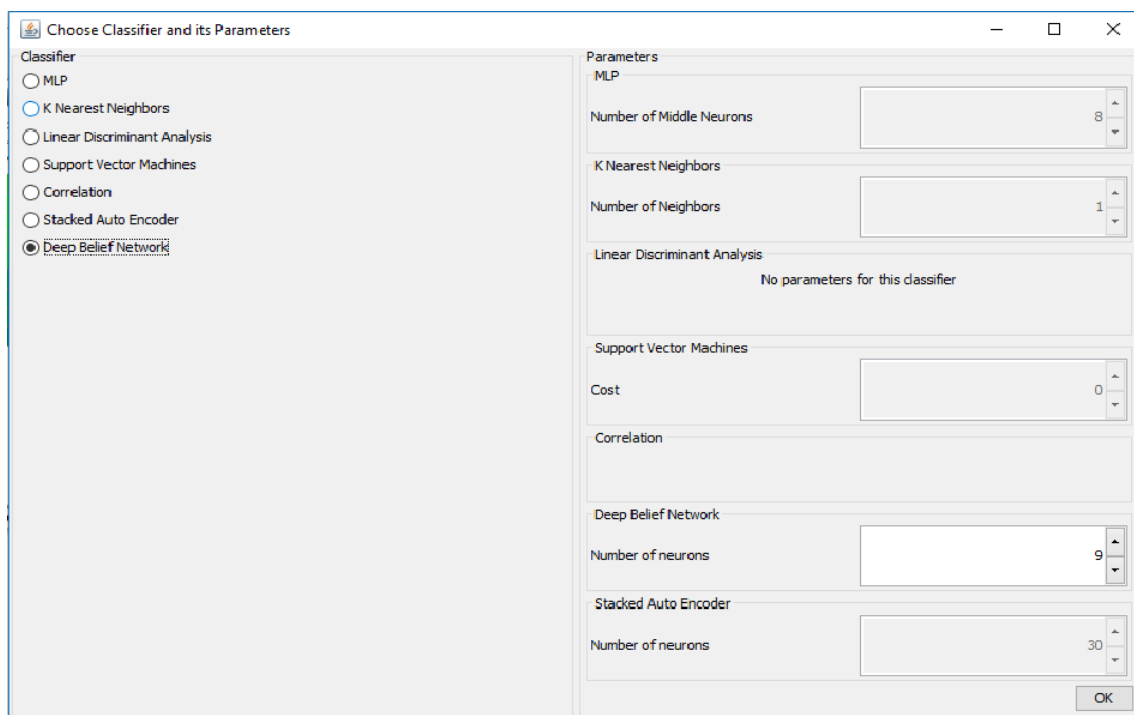 Choose Classifier and its Parameters
Classifier
MLP
K Nearest Neighbors
Linear Discriminant Analysis
Support Vector Machines
Correlation
Stacked Auto Encoder
Deep Belief Network
Parameters
MLP
Number of Middle Neurons 8
K Nearest Neighbors
Number of Neighbors 1
Linear Discriminant Analysis
No parameters for this classifier
Support Vector Machines
Cost 0
Correlation
Deep Belief Network
Number of neurons 9
Stacked Auto Encoder
Number of neurons 30
OK